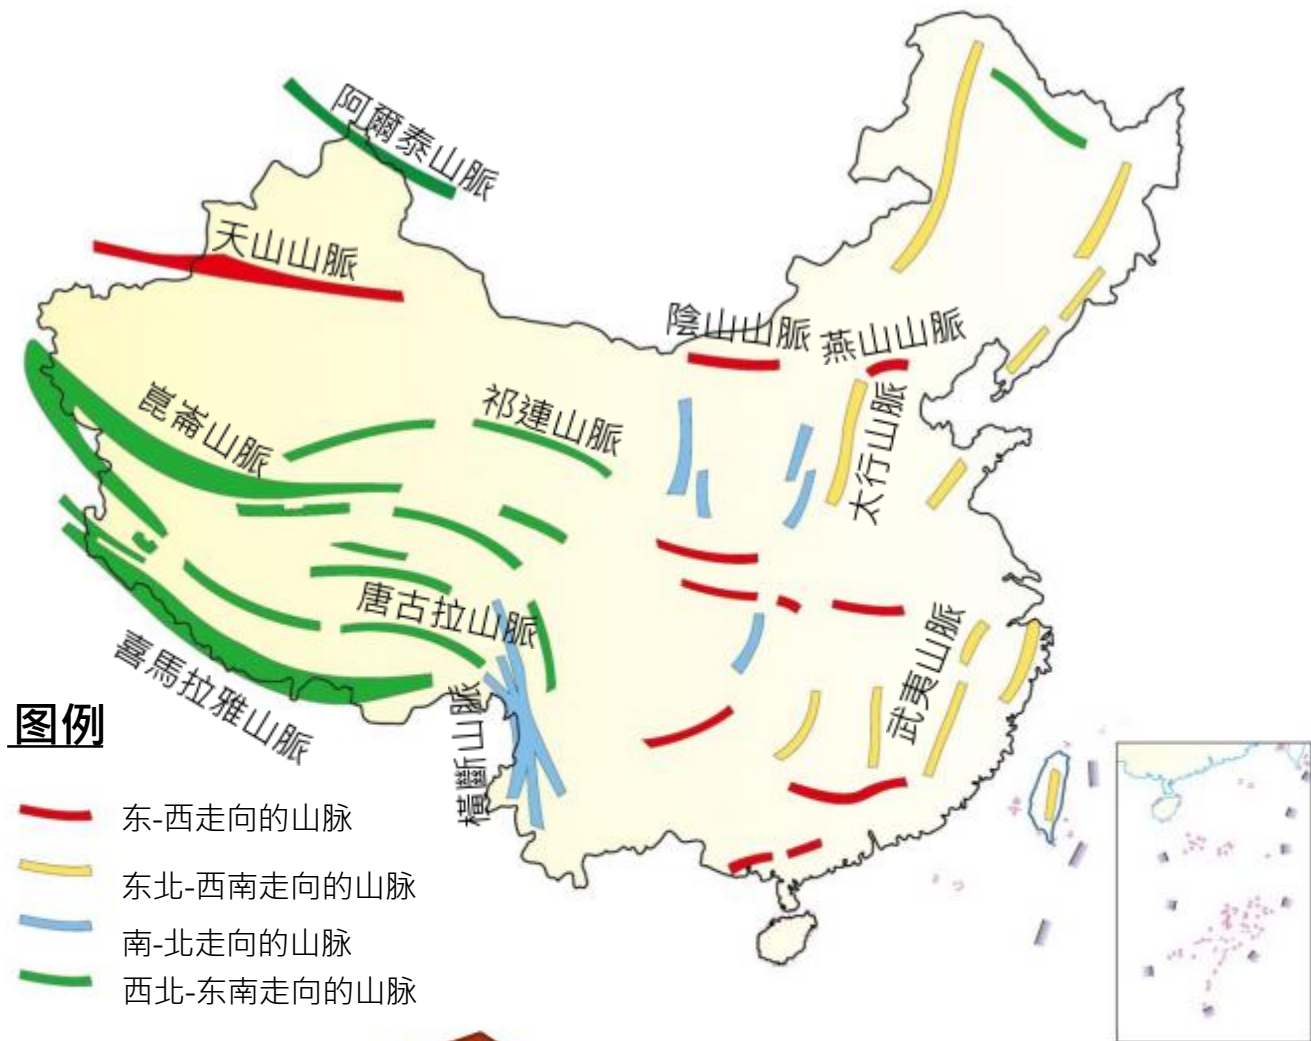 阿爾泰山脈
天山山脈
陰山山脈
燕山山脈
崑崙山脈
祁連山脈
太行山脈
唐古拉山脈
武夷山脈
喜馬拉雅山脈
橫斷山脈
图例
东-西走向的山脉
东北-西南走向的山脉
南-北走向的山脉
西北-东南走向的山脉